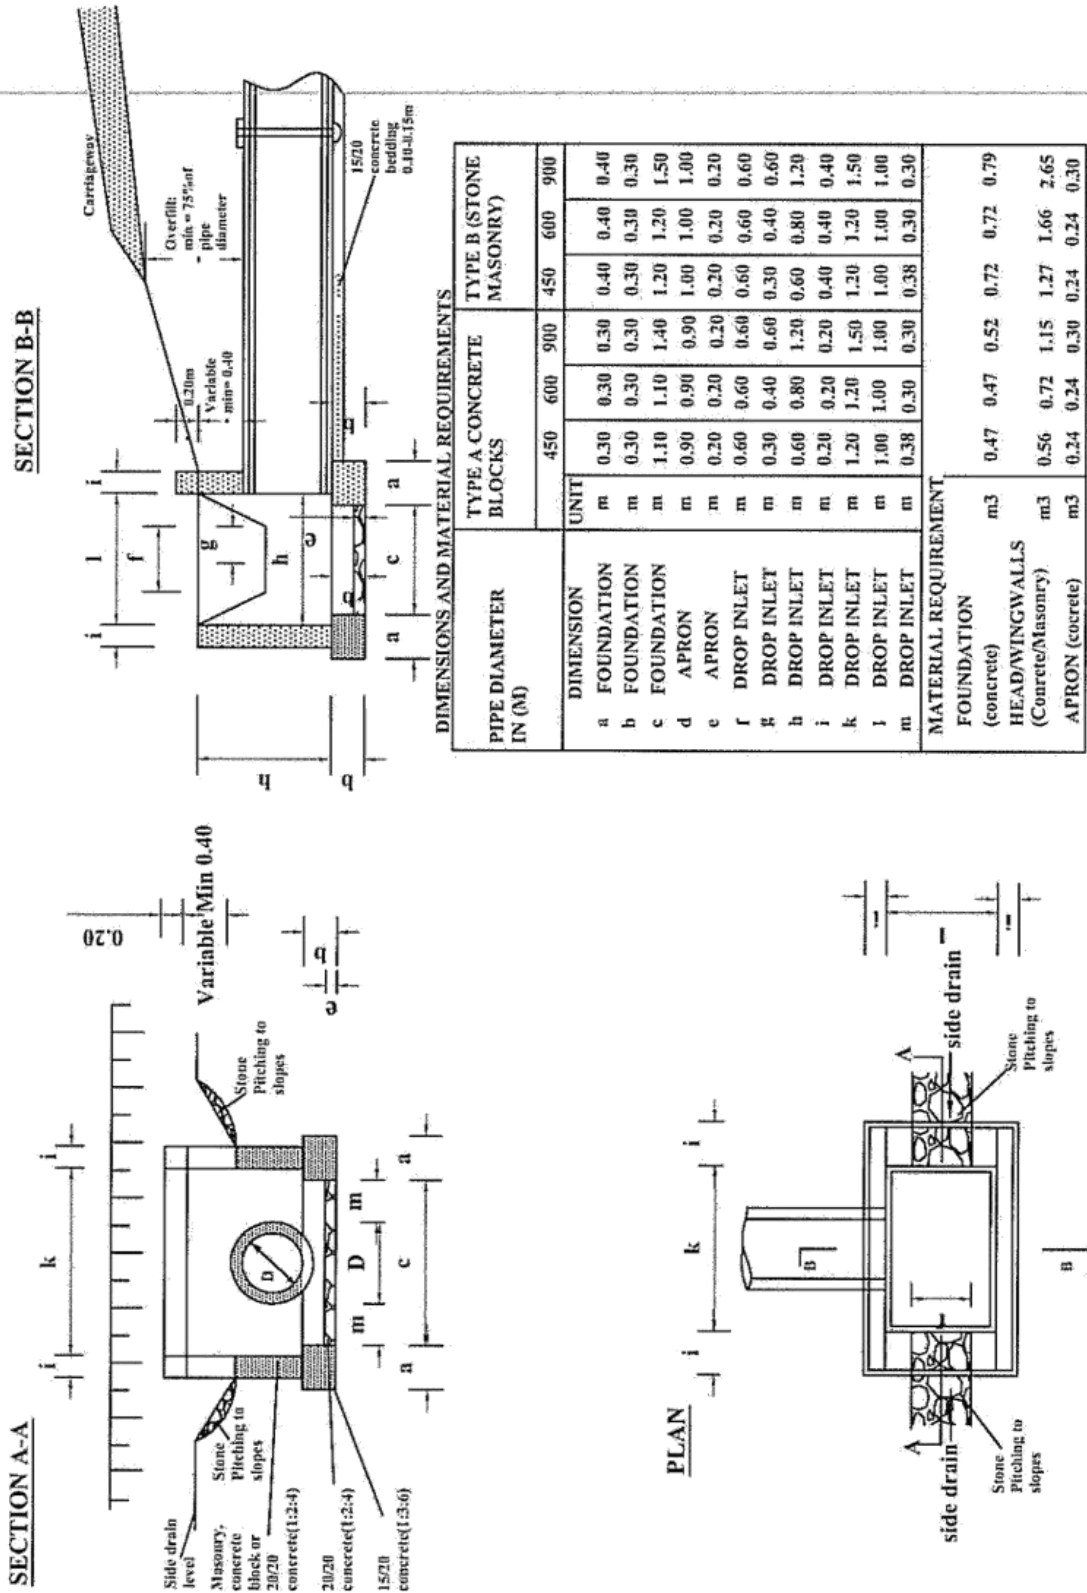 SECTION A-A
k
i
i
Side drain
level
Masonry,
concrete
block or
20/20
concrete(1:2:4)
20/20
concrete(1:2:4)
15/20
concrete(1:3:6)
Stone
Pitching to
slopes
Stone
Pitching to
slopes
D
m
D
m
a
c
a
0.20
Variable Min 0.40
b
e
SECTION B-B
i
l
i
f
g
h
e
b
a
c
a
h
b
b
0.20m
Variable
min= 0.40
Overfill:
min = 75% of
pipe
diameter
Carriageway
15/20
concrete
bedding
0.10-0.15m
PLAN
i
k
i
A
A
B
B
side drain
side drain
Stone
Pitching to
slopes
Stone
Pitching to
slopes
DIMENSIONS AND MATERIAL REQUIREMENTS
PIPE DIAMETER IN (M) TYPE A CONCRETE BLOCKS TYPE B (STONE MASONRY)
450 600 900 450 600 900
DIMENSION UNIT
a FOUNDATION m 0.30 0.30 0.30 0.40 0.40 0.40
b FOUNDATION m 0.30 0.30 0.30 0.30 0.30 0.30
c FOUNDATION m 1.10 1.10 1.40 1.20 1.20 1.50
d APRON m 0.90 0.90 0.90 1.00 1.00 1.00
e APRON m 0.20 0.20 0.20 0.20 0.20 0.20
f DROP INLET m 0.60 0.60 0.60 0.60 0.60 0.60
g DROP INLET m 0.30 0.40 0.60 0.30 0.40 0.60
h DROP INLET m 0.60 0.80 1.20 0.60 0.80 1.20
i DROP INLET m 0.20 0.20 0.20 0.40 0.40 0.40
k DROP INLET m 1.20 1.20 1.50 1.20 1.20 1.50
l DROP INLET m 1.00 1.00 1.00 1.00 1.00 1.00
m DROP INLET m 0.38 0.30 0.30 0.38 0.30 0.30
MATERIAL REQUIREMENT
FOUNDATION
(concrete) m3 0.47 0.47 0.52 0.72 0.72 0.79
HEAD/WINGWALLS
(Conrete/Masonry) m3 0.56 0.72 1.15 1.27 1.66 2.65
APRON (cocrete) m3 0.24 0.24 0.30 0.24 0.24 0.30